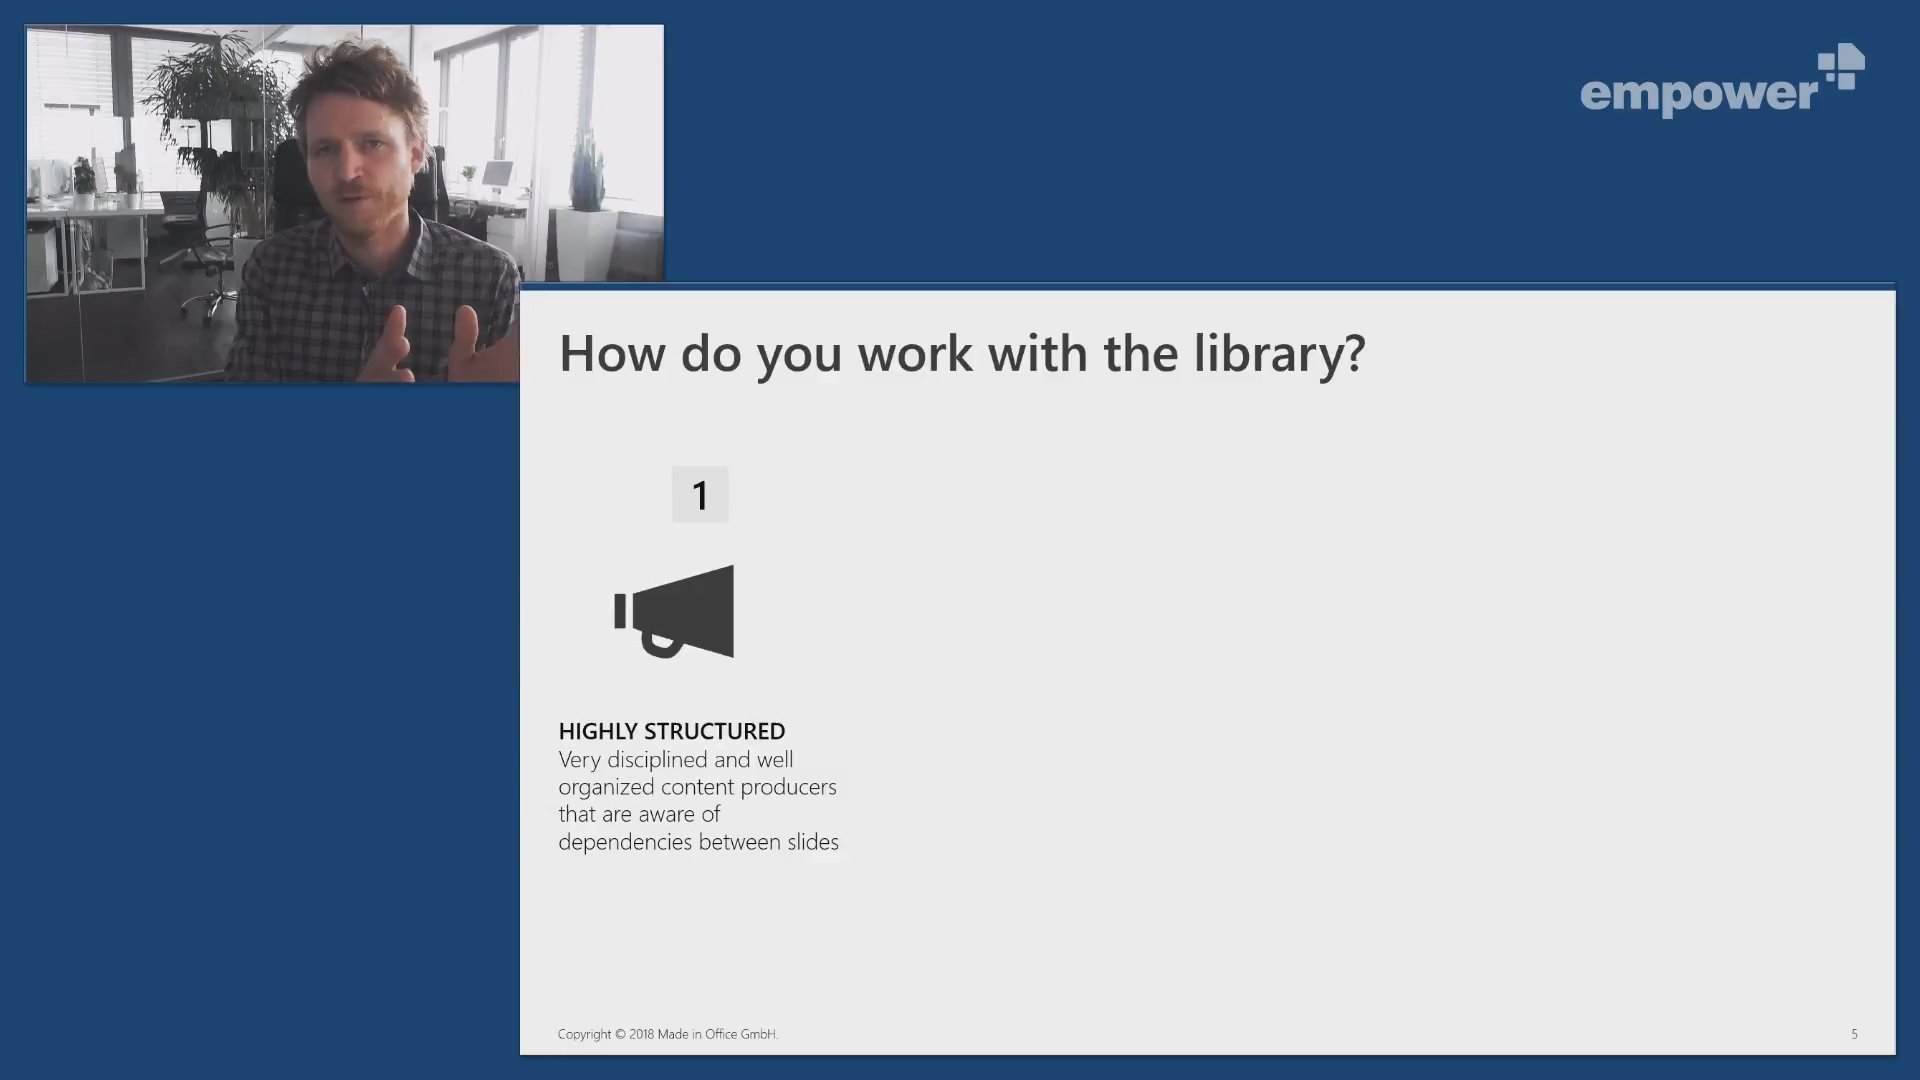 empower
How do you work with the library?
1
HIGHLY STRUCTURED
Very disciplined and well
organized content producers
that are aware of
dependencies between slides
Copyright © 2018 Made in Office GmbH.
5